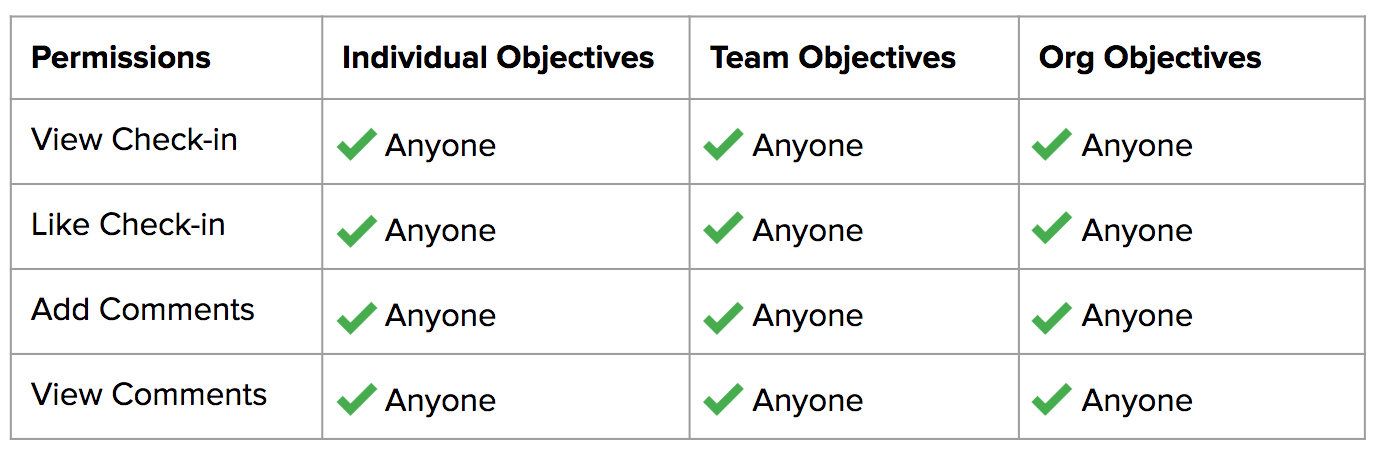 Permissions Individual Objectives Team Objectives Org Objectives
View Check-in Anyone Anyone Anyone
Like Check-in Anyone Anyone Anyone
Add Comments Anyone Anyone Anyone
View Comments Anyone Anyone Anyone